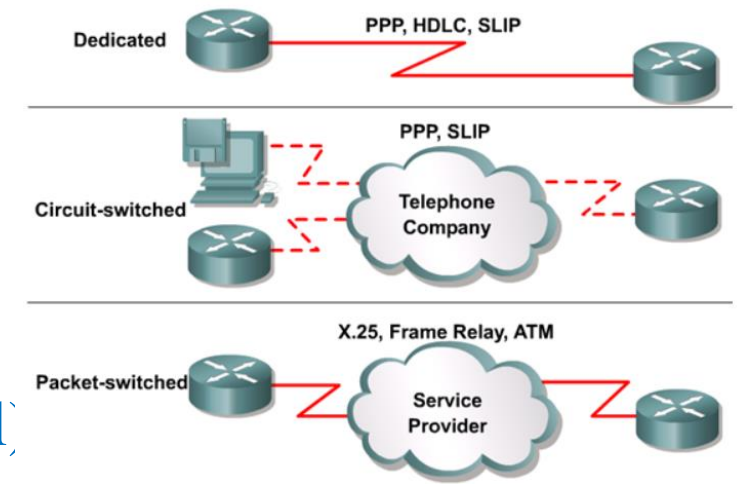 Dedicated
PPP, HDLC, SLIP
PPP, SLIP
Circuit-switched
Telephone
Company
X.25, Frame Relay, ATM
Packet-switched
Service
Provider